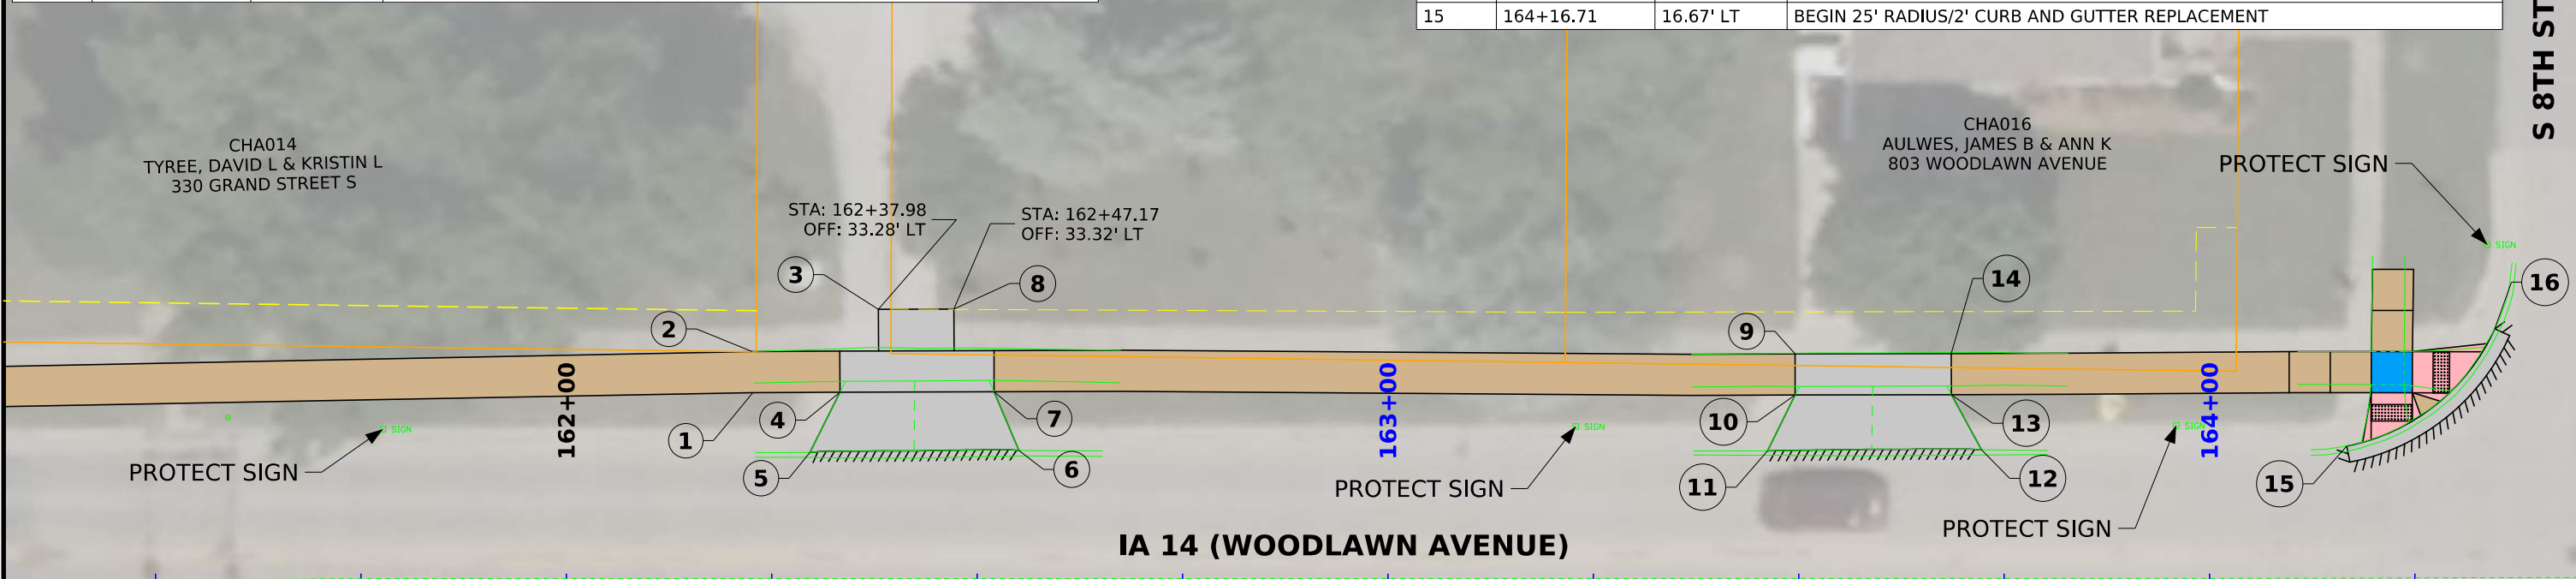 15 164+16.71 16.67' LT BEGIN 25' RADIUS/2' CURB AND GUTTER REPLACEMENT
S 8TH ST
CHA014
TYREE, DAVID L & KRISTIN L
330 GRAND STREET S
CHA016
AULWES, JAMES B & ANN K
803 WOODLAWN AVENUE
PROTECT SIGN
SIGN
STA: 162+37.98
OFF: 33.28' LT
STA: 162+47.17
OFF: 33.32' LT
3
8
14
16
2
9
162+00
163+00
164+00
1
4
7
10
13
SIGN
SIGN
SIGN
PROTECT SIGN
5
6
PROTECT SIGN
11
12
15
PROTECT SIGN
IA 14 (WOODLAWN AVENUE)